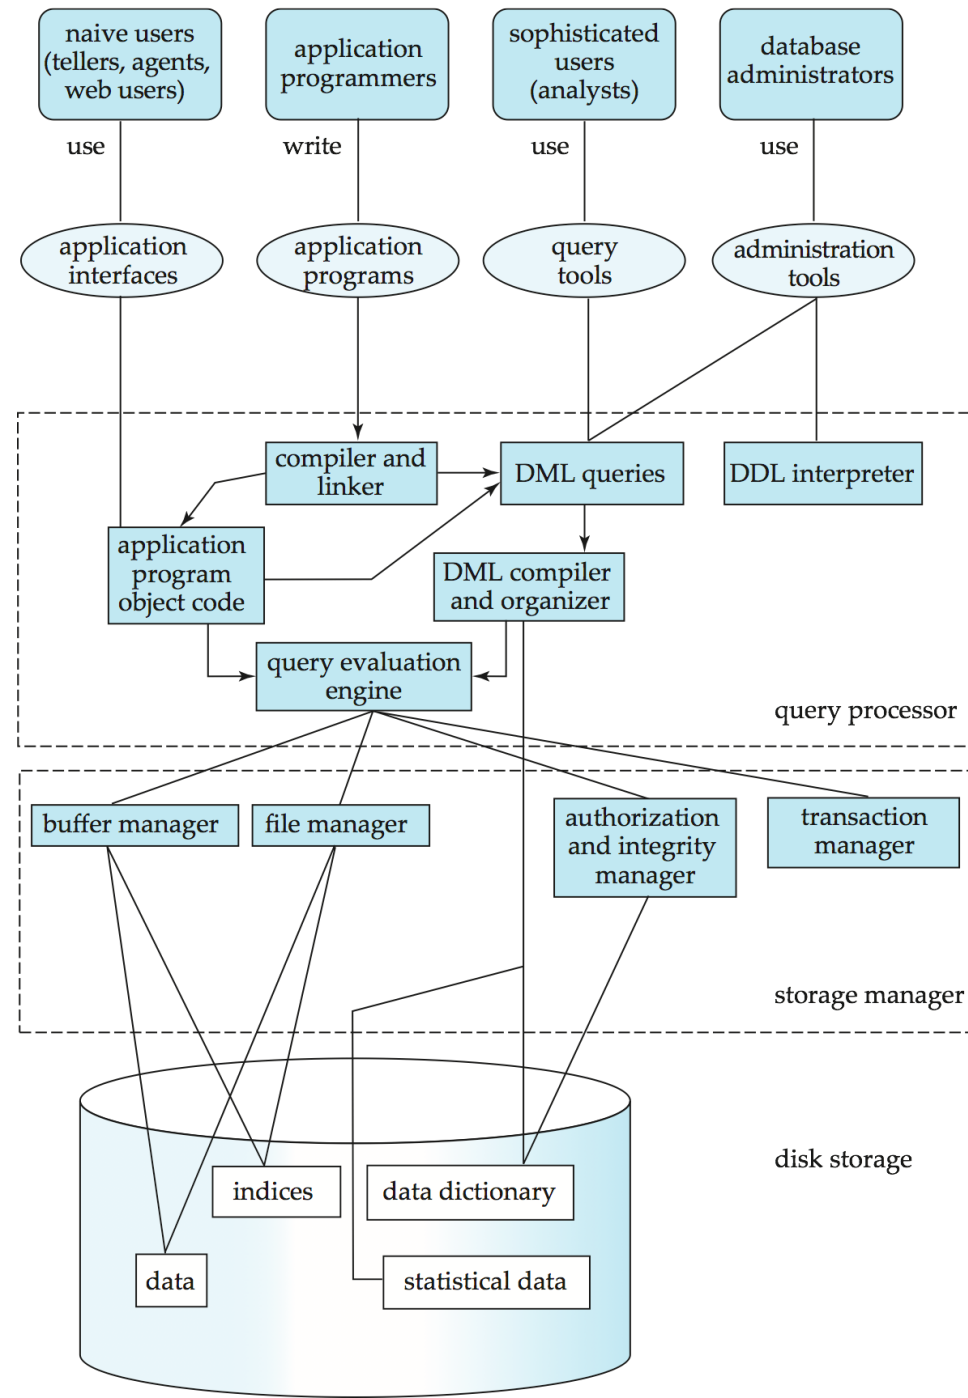 naive users
(tellers, agents,
web users)
application
programmers
sophisticated
users
(analysts)
database
administrators
use
write
use
use
application
interfaces
application
programs
query
tools
administration
tools
compiler and
linker
DML queries
DDL interpreter
application
program
object code
DML compiler
and organizer
query evaluation
engine
query processor
buffer manager
file manager
authorization
and integrity
manager
transaction
manager
storage manager
disk storage
indices
data dictionary
data
statistical data